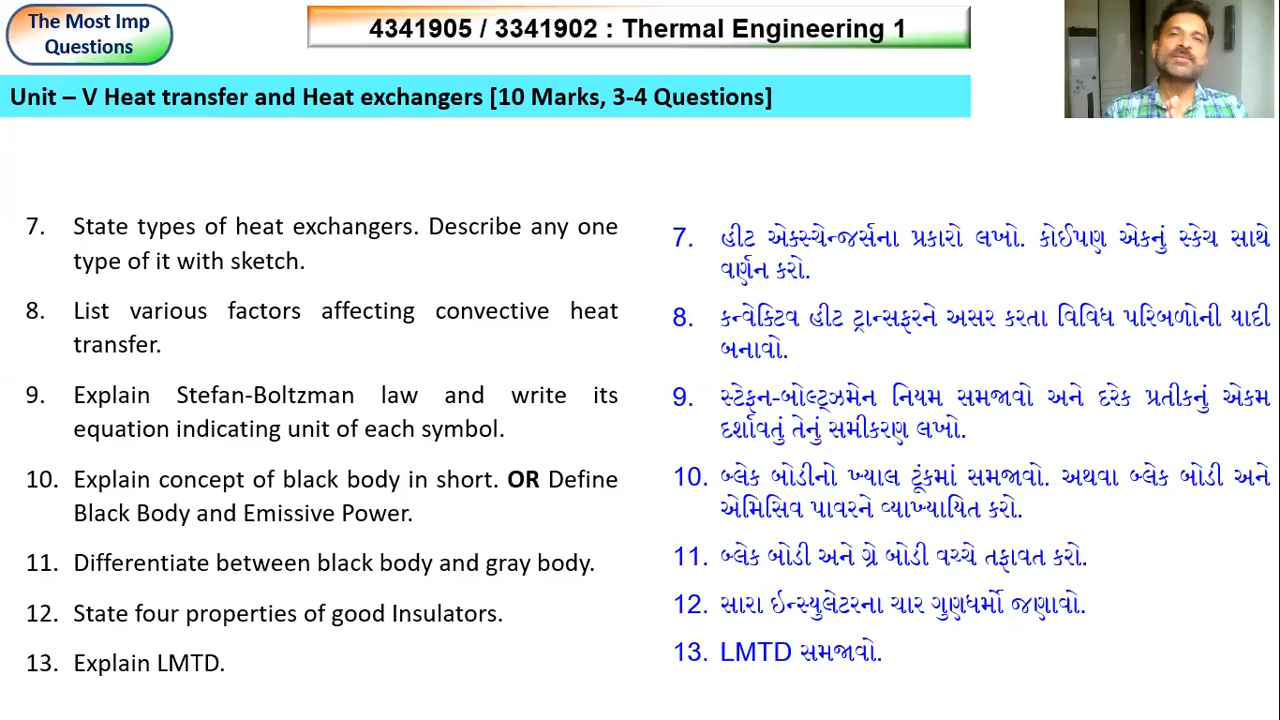 The Most Imp
Questions
4341905 / 3341902 : Thermal Engineering 1
Unit – V Heat transfer and Heat exchangers [10 Marks, 3-4 Questions]
7. State types of heat exchangers. Describe any one
type of it with sketch.
8. List various factors affecting convective heat
transfer.
9. Explain Stefan-Boltzman law and write its
equation indicating unit of each symbol.
10. Explain concept of black body in short. OR Define
Black Body and Emissive Power.
11. Differentiate between black body and gray body.
12. State four properties of good Insulators.
13. Explain LMTD.
7. હીટ એક્સ્ચેન્જર્સના પ્રકારો લખો. કોઈપણ એકનું સ્કેચ સાથે
વર્ણન કરો.
8. કન્વેક્ટિવ હીટ ટ્રાન્સફરને અસર કરતા વિવિધ પરિબળોની યાદી
બનાવો.
9. સ્ટેફન-બોલ્ટ્ઝમેન નિયમ સમજાવો અને દરેક પ્રતીકનું એકમ
દર્શાવતું તેનું સમીકરણ લખો.
10. બ્લેક બોડીનો ખ્યાલ ટૂંકમાં સમજાવો. અથવા બ્લેક બોડી અને
એમિસિવ પાવરને વ્યાખ્યાયિત કરો.
11. બ્લેક બોડી અને ગ્રે બોડી વચ્ચે તફાવત કરો.
12. સારા ઇન્સ્યુલેટરના ચાર ગુણધર્મો જણાવો.
13. LMTD સમજાવો.